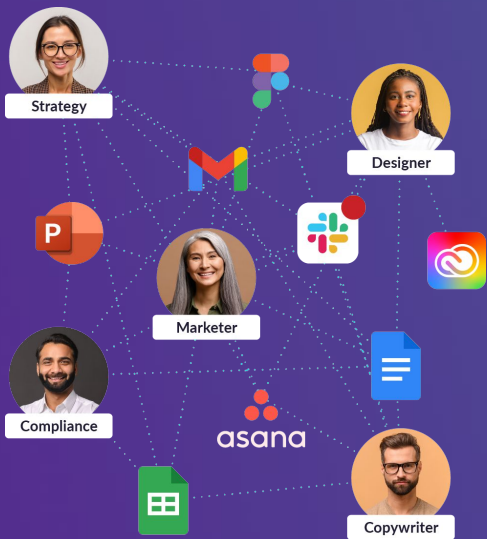 Strategy
Designer
P
Marketer
Compliance
asana
Copywriter